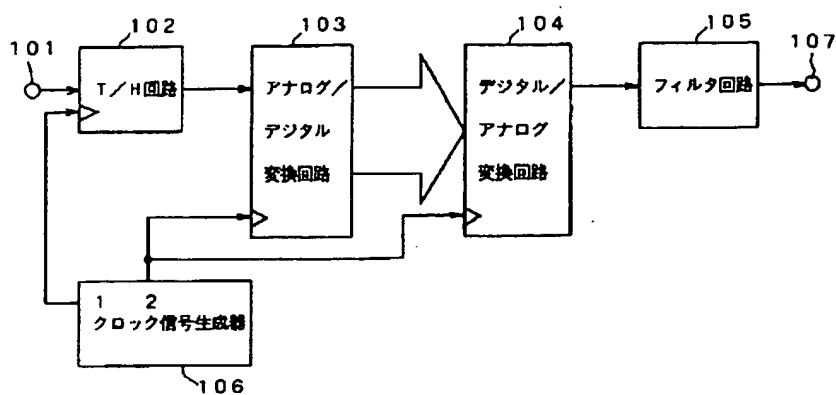 101
102
103
104
105
107
T/H回路
アナログ/
デジタル
変換回路
デジタル/
アナログ
変換回路
フィルタ回路
1 2
クロック信号生成器
106